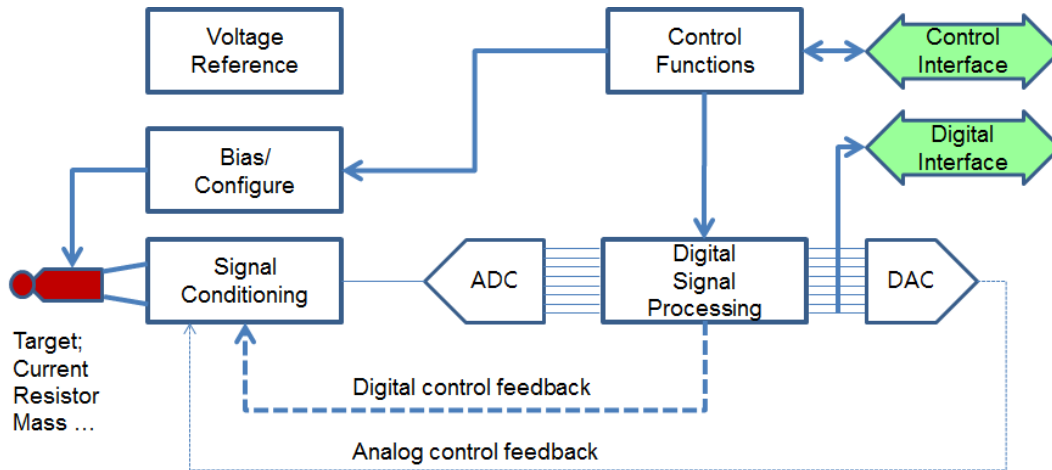 Voltage
Reference
Control
Functions
Control
Interface
Digital
Interface
Bias/
Configure
Signal
Conditioning
ADC
Digital
Signal
Processing
DAC
Target;
Current
Resistor
Mass …
Digital control feedback
Analog control feedback